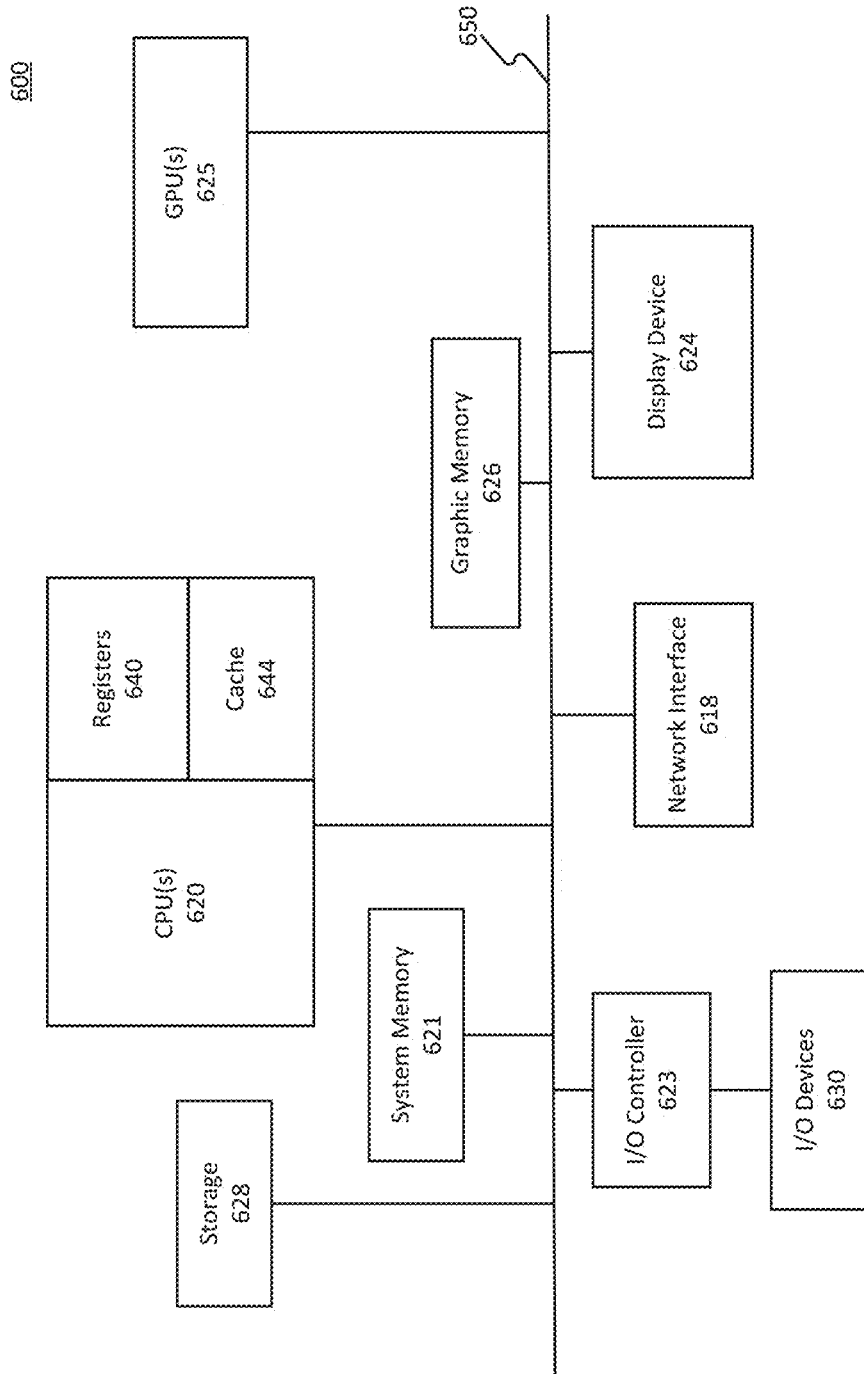 600
Storage
628
CPU(s)
620
Registers
640
Cache
644
GPU(s)
625
System Memory
621
Graphic Memory
626
650
I/O Controller
623
Network Interface
618
Display Device
624
I/O Devices
630